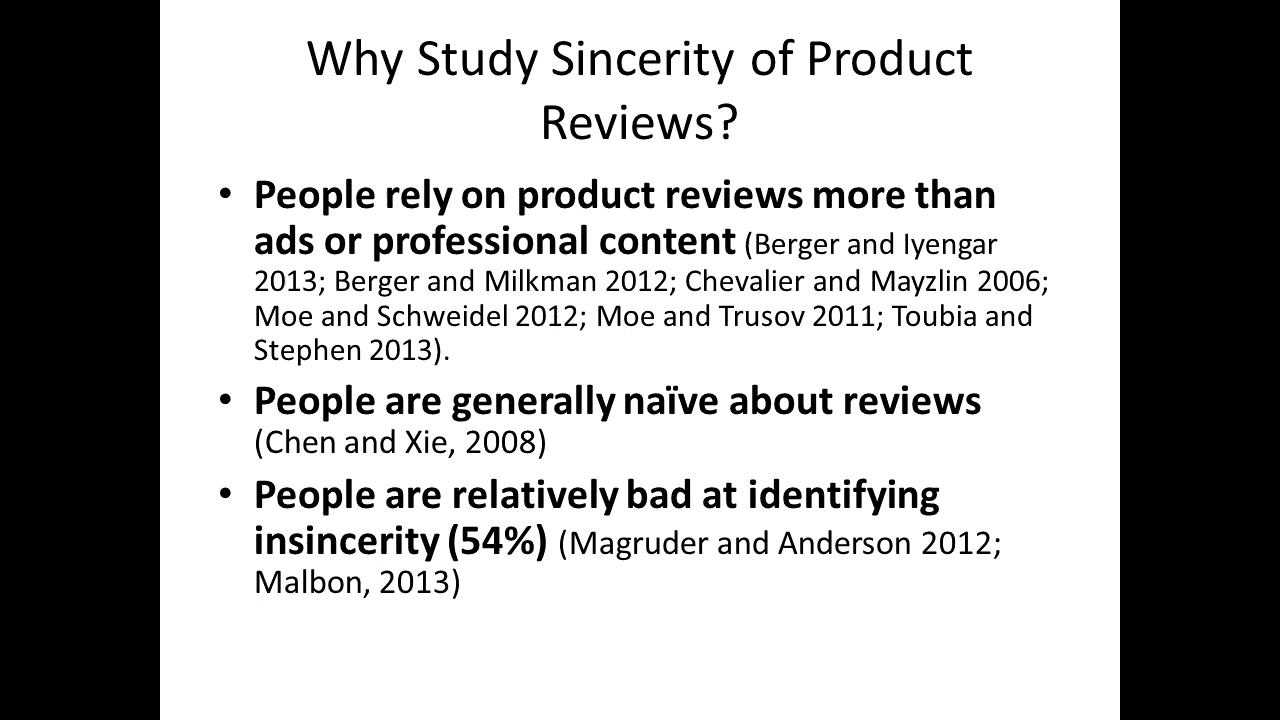 Why Study Sincerity of Product
Reviews?
• People rely on product reviews more than
ads or professional content (Berger and Iyengar
2013; Berger and Milkman 2012; Chevalier and Mayzlin 2006;
Moe and Schweidel 2012; Moe and Trusov 2011; Toubia and
Stephen 2013).
• People are generally naïve about reviews
(Chen and Xie, 2008)
• People are relatively bad at identifying
insincerity (54%) (Magruder and Anderson 2012;
Malbon, 2013)